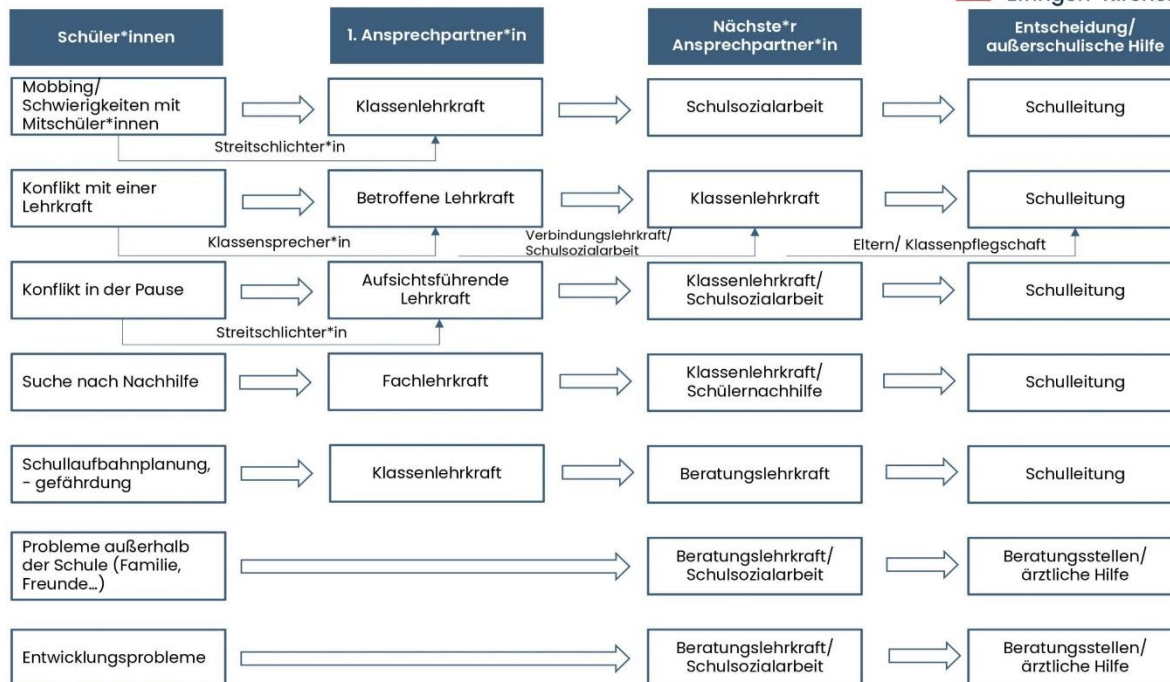 Efringen-Kirchen
Schüler*innen
1. Ansprechpartner*in
Nächste*r
Ansprechpartner*in
Entscheidung/
außerschulische Hilfe
Mobbing/
Schwierigkeiten mit
Mitschüler*innen
Klassenlehrkraft
Schulsozialarbeit
Schulleitung
Streitschlichter*in
Konflikt mit einer
Lehrkraft
Betroffene Lehrkraft
Klassenlehrkraft
Schulleitung
Klassensprecher*in
Verbindungslehrkraft/
Schulsozialarbeit
Eltern/ Klassenpflegschaft
Konflikt in der Pause
Aufsichtsführende
Lehrkraft
Klassenlehrkraft/
Schulsozialarbeit
Schulleitung
Streitschlichter*in
Suche nach Nachhilfe
Fachlehrkraft
Klassenlehrkraft/
Schülernachhilfe
Schulleitung
Schullaufbahnplanung,
- gefährdung
Klassenlehrkraft
Beratungslehrkraft
Schulleitung
Probleme außerhalb
der Schule (Familie,
Freunde…)
Beratungslehrkraft/
Schulsozialarbeit
Beratungsstellen/
ärztliche Hilfe
Entwicklungsprobleme
Beratungslehrkraft/
Schulsozialarbeit
Beratungsstellen/
ärztliche Hilfe